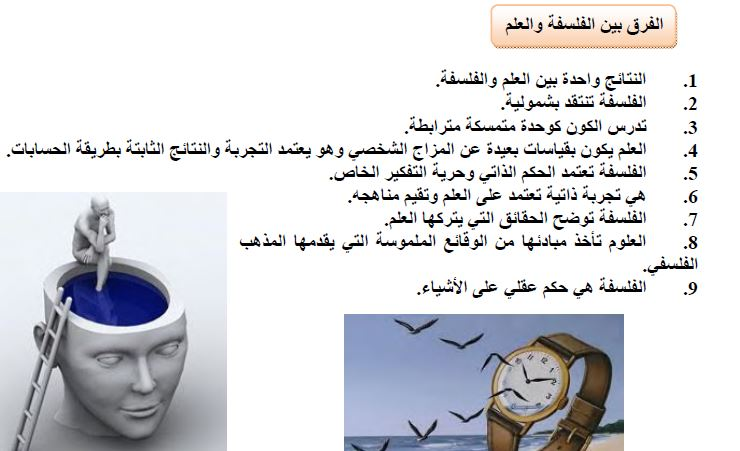 الفرق بين الفلسفة والعلم
1. النتائج واحدة بين العلم والفلسفة.
2. الفلسفة تنتقد بشمولية.
3. تدرس الكون كوحدة متمسكة مترابطة.
4. العلم يكون بقياسات بعيدة عن المزاج الشخصي وهو يعتمد التجربة والنتائج الثابتة بطريقة الحسابات.
5. الفلسفة تعتمد الحكم الذاتي وحرية التفكير الخاص.
6. هي تجربة ذاتية تعتمد على العلم وتقيم مناهجه.
7. الفلسفة توضح الحقائق التي يتركها العلم.
8. العلوم تأخذ مبادئها من الوقائع الملموسة التي يقدمها المذهب
الفلسفي.
9. الفلسفة هي حكم عقلي على الأشياء.